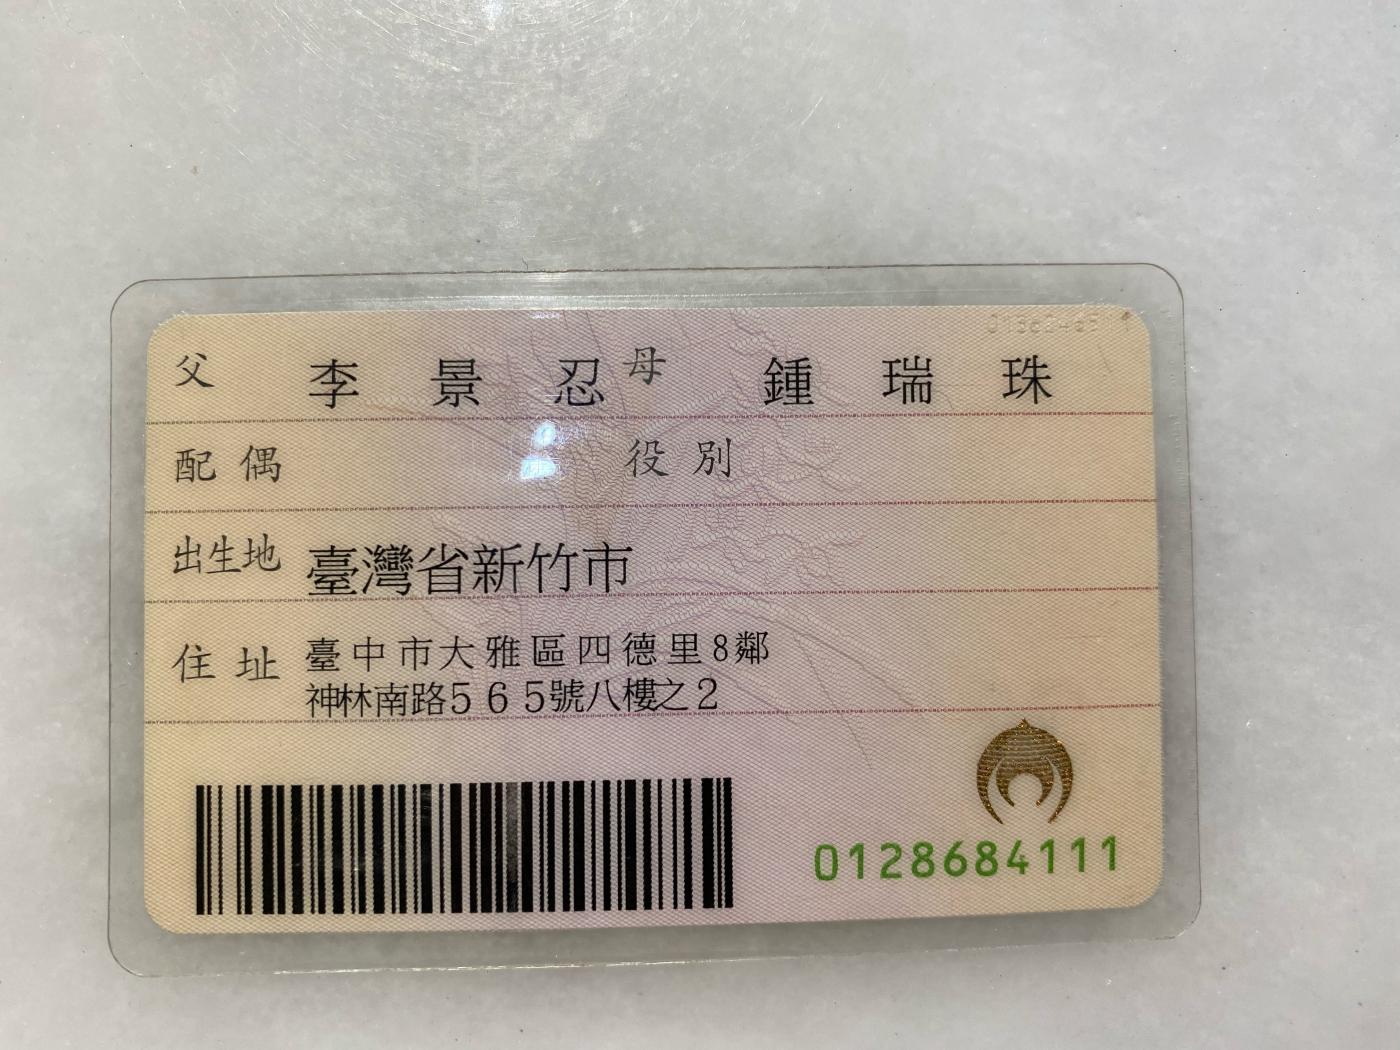 父 李景忍 母 鍾瑞珠
配偶 役別
出生地 臺灣省新竹市
住址 臺中市大雅區四德里8鄰
神林南路565號八樓之2
0128684111